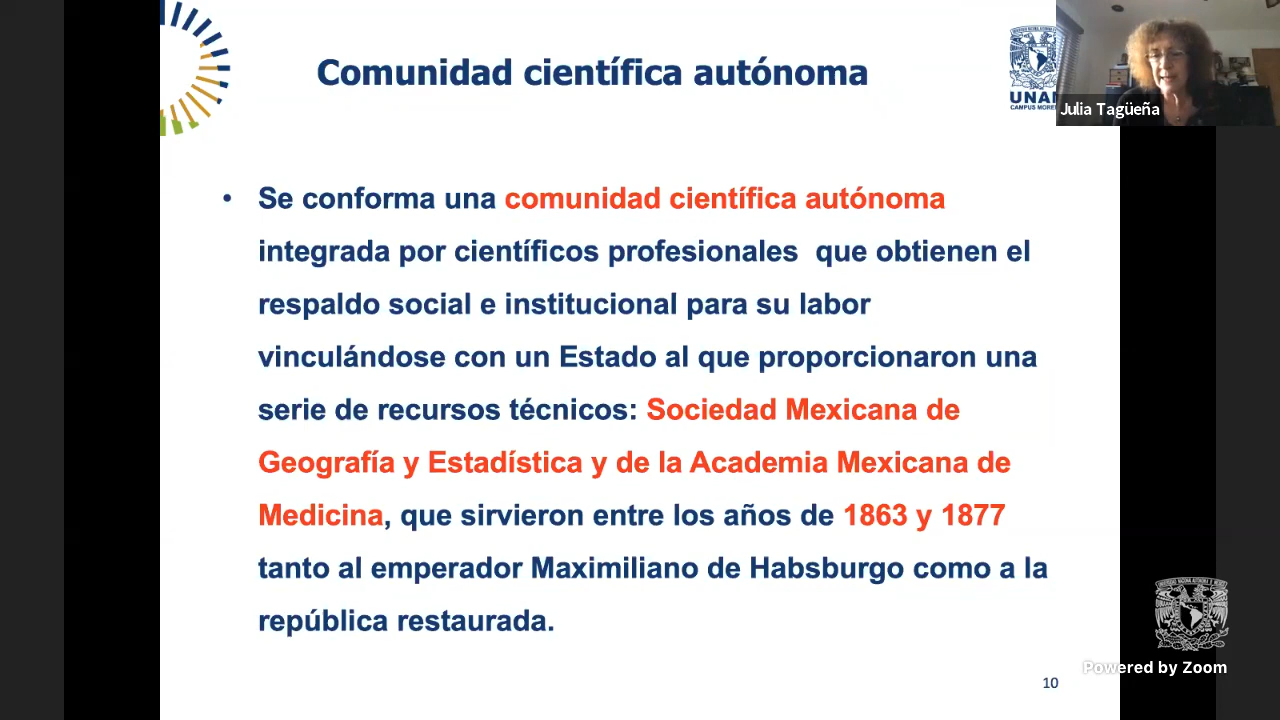 Comunidad científica autónoma
UNAM
CAMPUS MORE
Julia Tagüeña
• Se conforma una comunidad científica autónoma
integrada por científicos profesionales que obtienen el
respaldo social e institucional para su labor
vinculándose con un Estado al que proporcionaron una
serie de recursos técnicos: Sociedad Mexicana de
Geografía y Estadística y de la Academia Mexicana de
Medicina, que sirvieron entre los años de 1863 y 1877
tanto al emperador Maximiliano de Habsburgo como a la
república restaurada.
Powered by Zoom
10